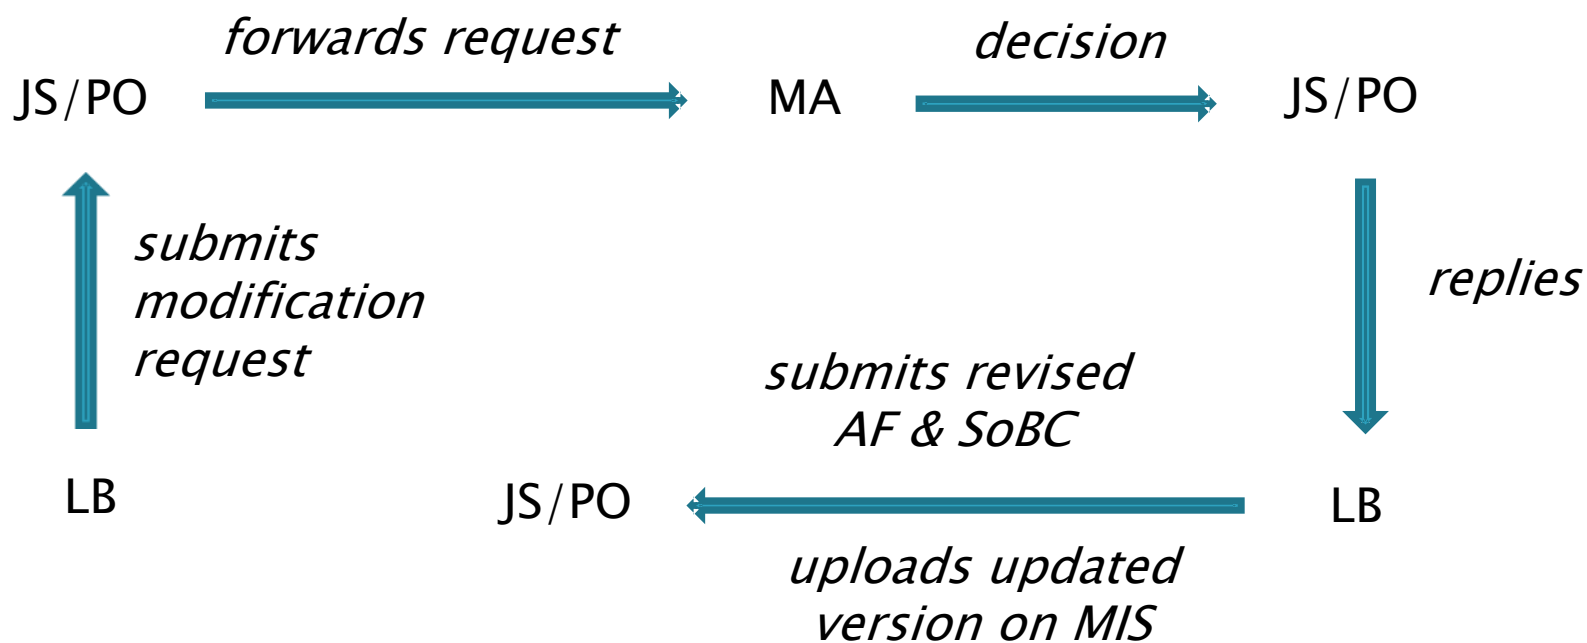 forwards request
decision
JS/PO
MA
JS/PO
submits
modification
request
replies
submits revised
AF & SoBC
LB
JS/PO
LB
uploads updated
version on MIS